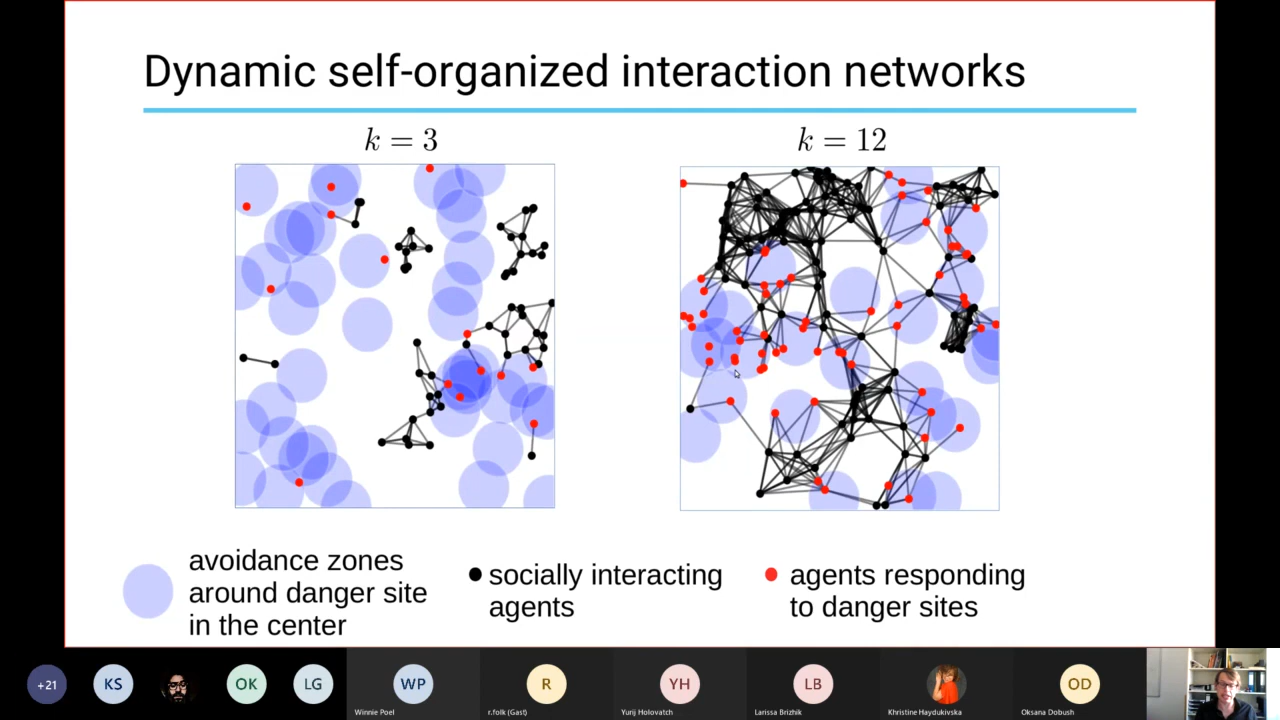 Dynamic self-organized interaction networks
k = 3
k = 12
avoidance zones
around danger site
in the center
socially interacting
agents
agents responding
to danger sites
+21
KS
OK
LG
WP
R
YH
LB
OD
Winnie Poel
r.folk (Gast)
Yurij Holovatch
Larissa Brizhik
Khristine Haydukivska
Oksana Dobush